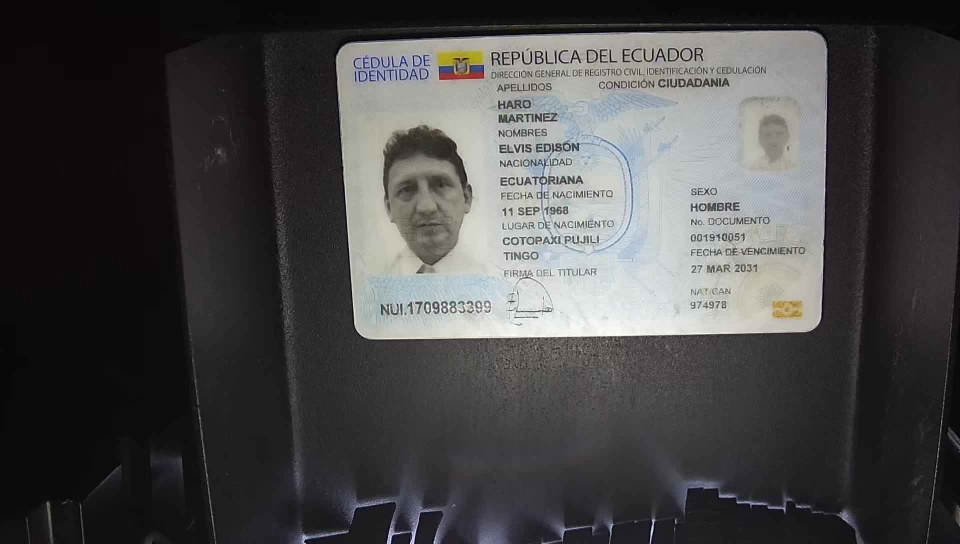 CÉDULA DE
IDENTIDAD
REPÚBLICA DEL ECUADOR
DIRECCIÓN GENERAL DE REGISTRO CIVIL, IDENTIFICACIÓN Y CEDULACIÓN
APELLIDOS
CONDICIÓN CIUDADANIA
HARO
MARTINEZ
NOMBRES
ELVIS EDISON
NACIONALIDAD
ECUATORIANA
FECHA DE NACIMIENTO
11 SEP 1968
LUGAR DE NACIMIENTO
COTOPAXI PUJILI
TINGO
FIRMA DEL TITULAR
SEXO
HOMBRE
No. DOCUMENTO
001910051
FECHA DE VENCIMIENTO
27 MAR 2031
NAT/CAN
974978
NUI.1709883399